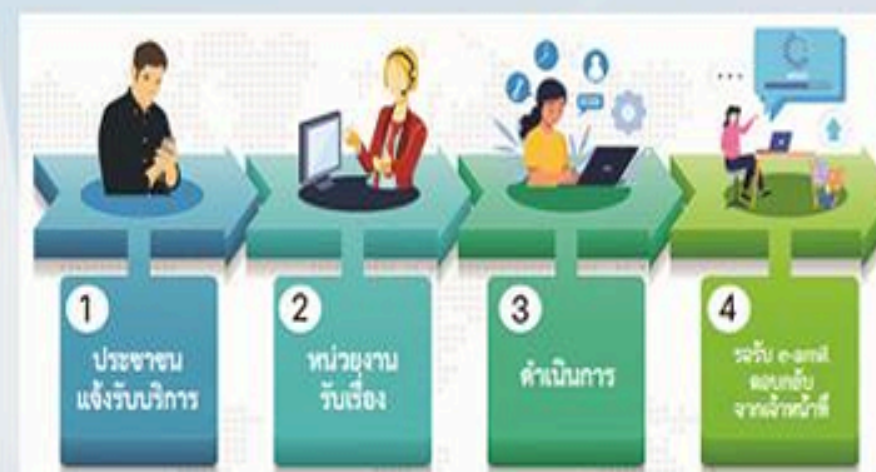 1
ประชาชน
แจ้งรับบริการ
2
หน่วยงาน
รับเรื่อง
3
ดำเนินการ
4
รอรับ e-amil
ตอบกลับ
จากเจ้าหน้าที่